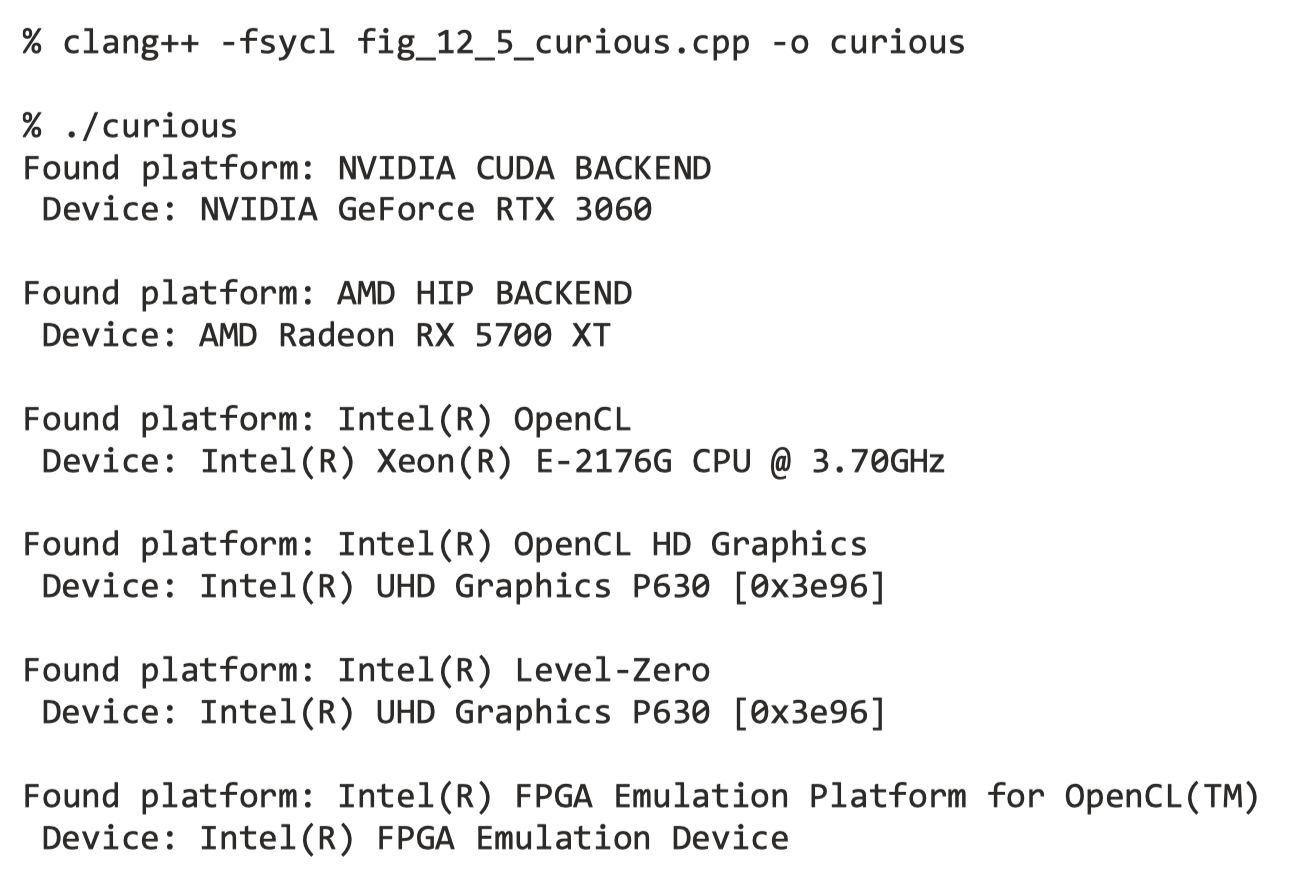 % clang++ -fsycl fig_12_5_curious.cpp -o curious
% ./curious
Found platform: NVIDIA CUDA BACKEND
Device: NVIDIA GeForce RTX 3060
Found platform: AMD HIP BACKEND
Device: AMD Radeon RX 5700 XT
Found platform: Intel(R) OpenCL
Device: Intel(R) Xeon(R) E-2176G CPU @ 3.70GHz
Found platform: Intel(R) OpenCL HD Graphics
Device: Intel(R) UHD Graphics P630 [0x3e96]
Found platform: Intel(R) Level-Zero
Device: Intel(R) UHD Graphics P630 [0x3e96]
Found platform: Intel(R) FPGA Emulation Platform for OpenCL(TM)
Device: Intel(R) FPGA Emulation Device